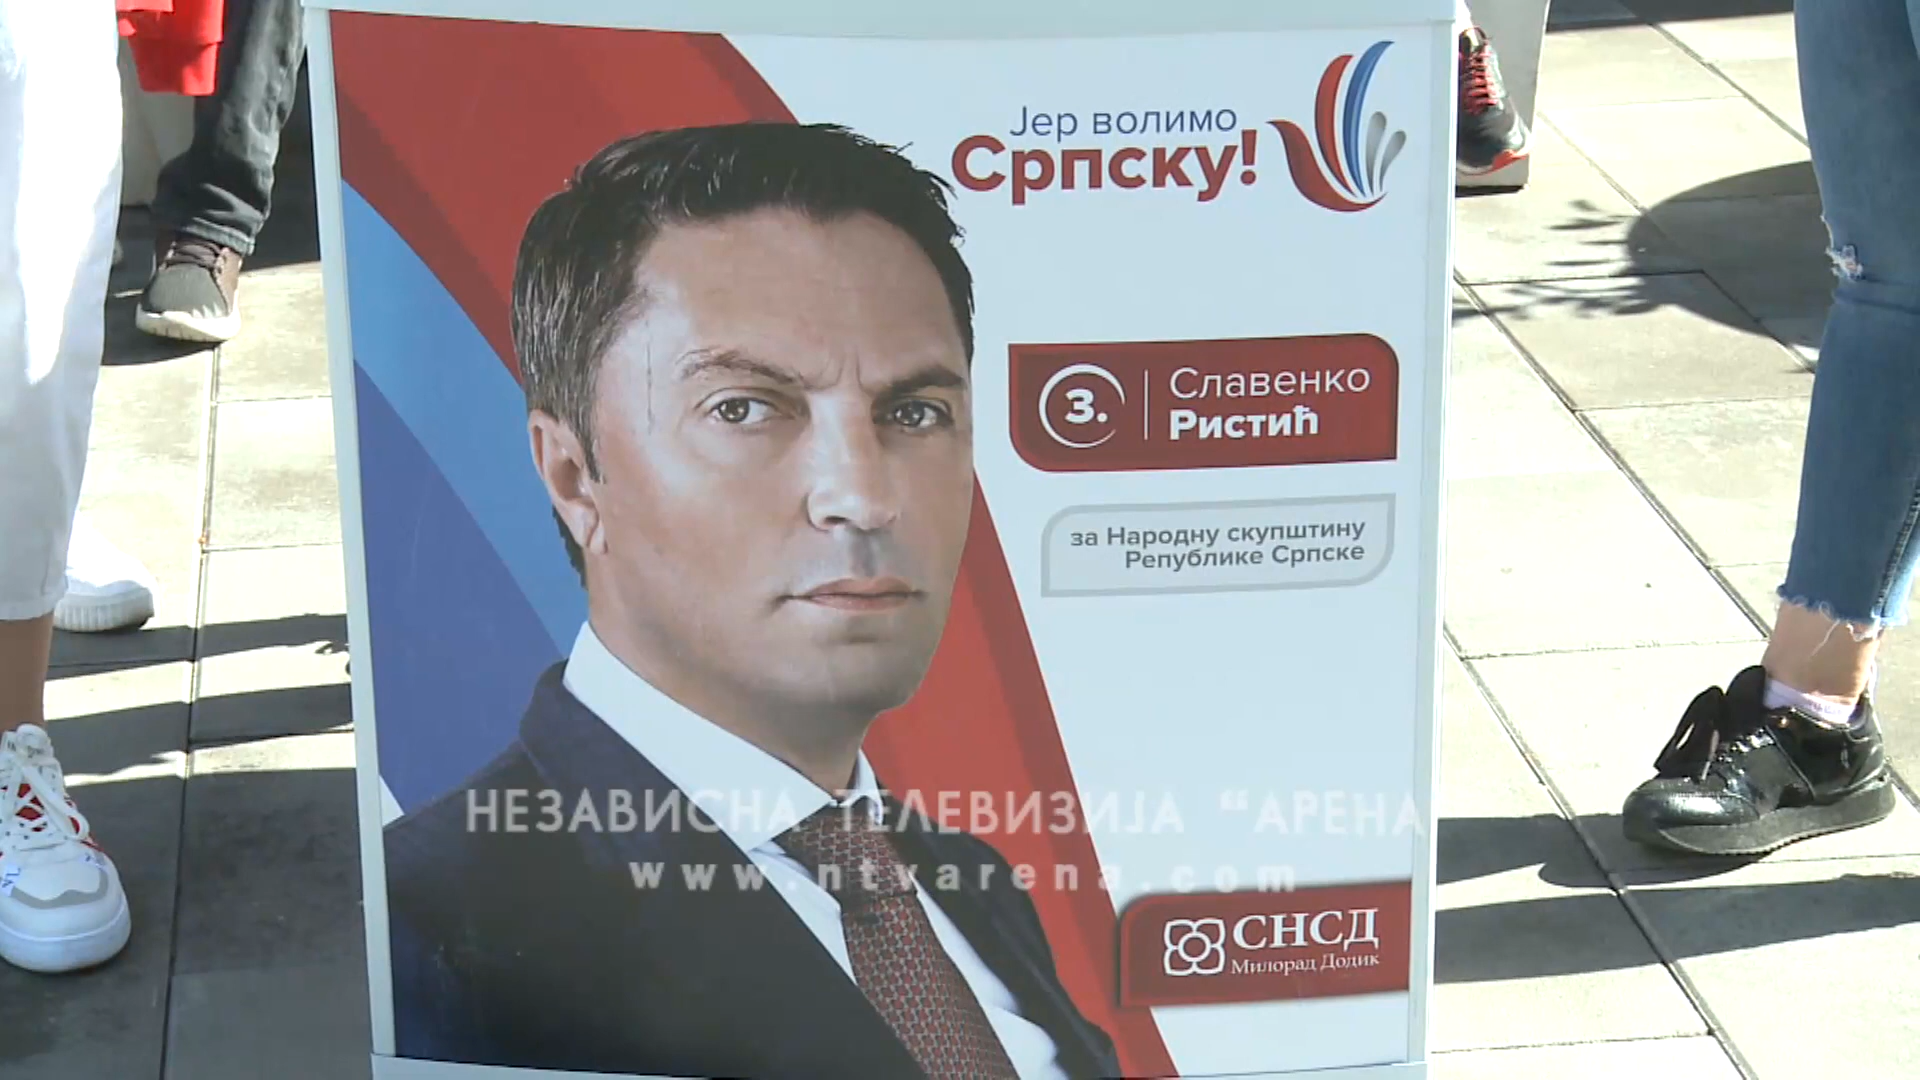 Јер волимо
Српску!
3. Славенко
Ристић
за Народну скупштину
Републике Српске
НЕЗАВИСНА ТЕЛЕВИЗИЈА “АРЕНА
www.ntvarena.com
СНСД
Милорад Додик